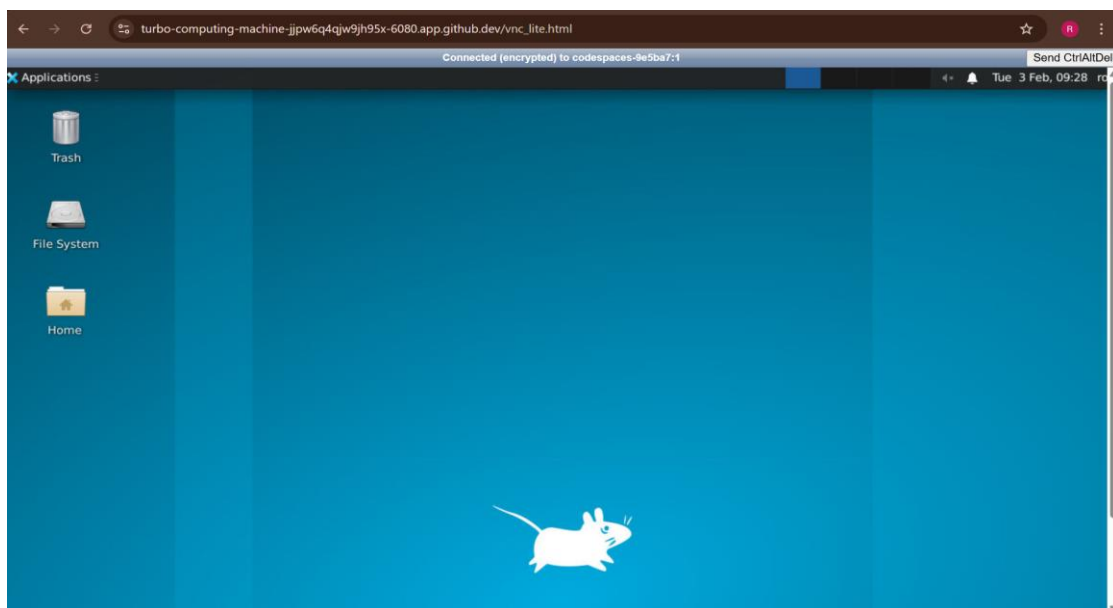 turbo-computing-machine-jjpw6q4qjw9jh95x-6080.app.github.dev/vnc_lite.html
R
Connected (encrypted) to codespaces-9e5ba7:1
Send CtrlAltDel
Applications
Tue 3 Feb, 09:28
Trash
File System
Home